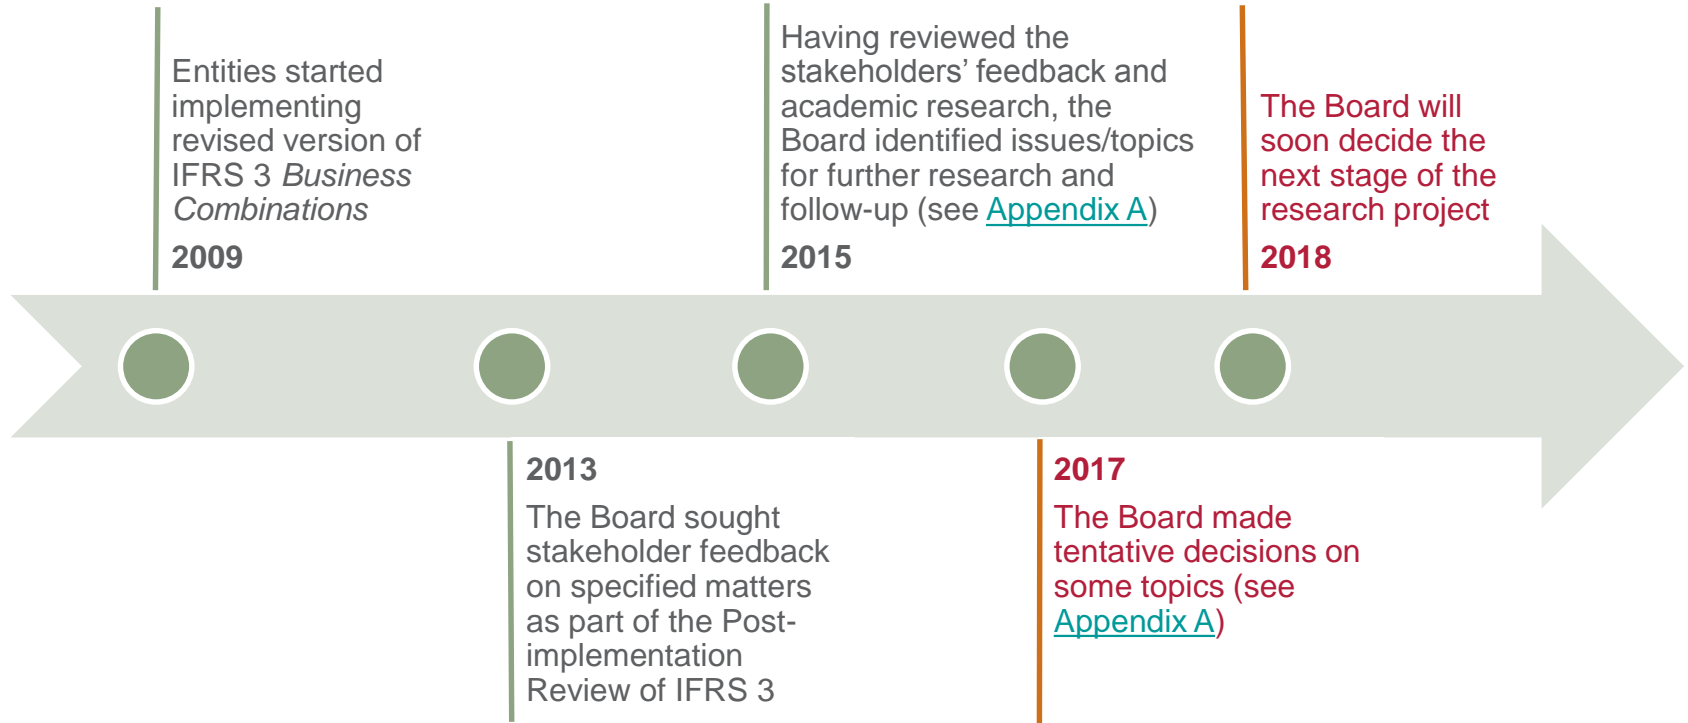 Entities started
implementing
revised version of
IFRS 3 Business
Combinations
2009
2013
The Board sought
stakeholder feedback
on specified matters
as part of the Post-
implementation
Review of IFRS 3
Having reviewed the
stakeholders’ feedback and
academic research, the
Board identified issues/topics
for further research and
follow-up (see Appendix A)
2015
2017
The Board made
tentative decisions on
some topics (see
Appendix A)
The Board will
soon decide the
next stage of the
research project
2018